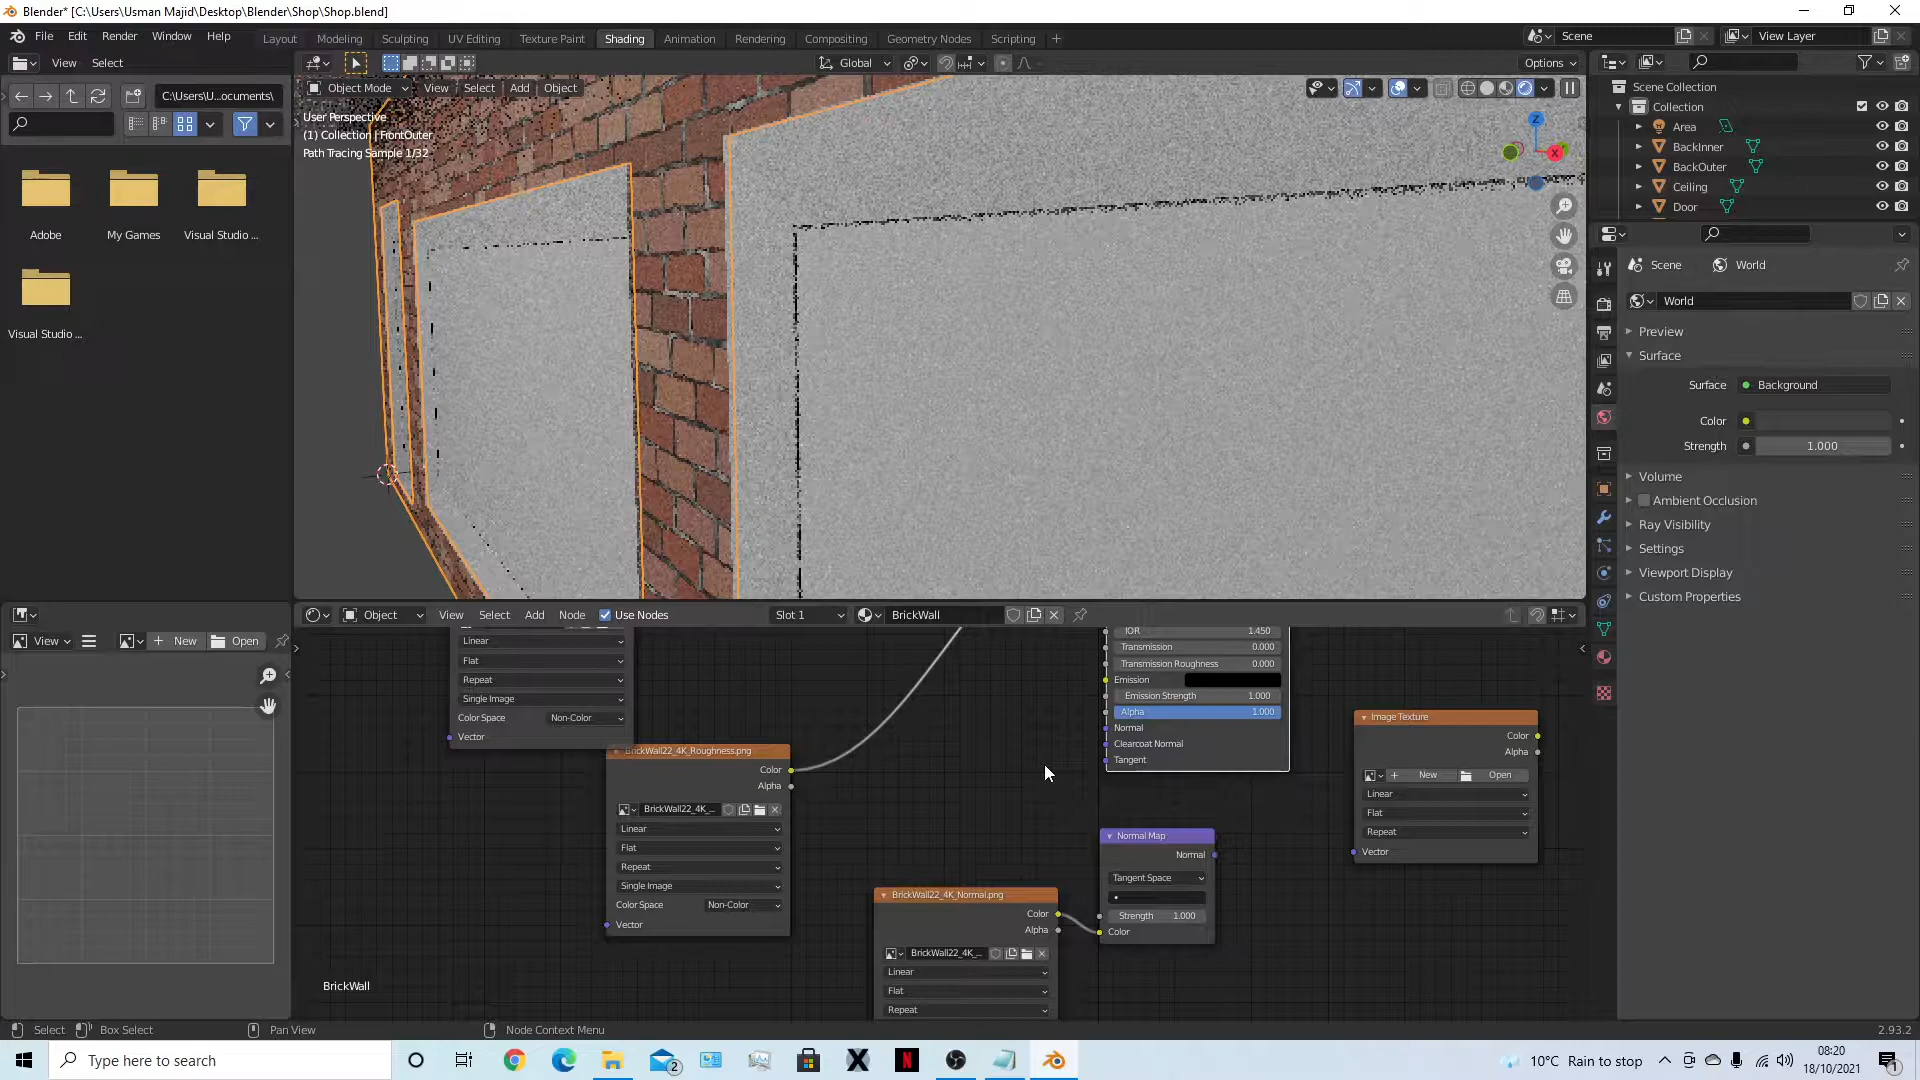 Blender* [C:\Users\Usman Majid\Desktop\Blender\Shop\Shop.blend]
File Edit Render Window Help
Layout Modeling Sculpting UV Editing Texture Paint Shading Animation Rendering Compositing Geometry Nodes Scripting +
Scene View Layer
View Select
Global Options
C:\Users\U...ocuments\
Object Mode View Select Add Object
User Perspective
(1) Collection | FrontOuter
Path Tracing Sample 1/32
Z
X
Adobe
My Games
Visual Studio ...
Visual Studio ...
Scene Collection
Collection
Area
BackInner
BackOuter
Ceiling
Door
Scene World
World
Preview
Surface
Surface Background
Color
Strength 1.000
Volume
Ambient Occlusion
Ray Visibility
Settings
Viewport Display
Custom Properties
View New Open
Object View Select Add Node Use Nodes Slot 1 BrickWall
Linear
Flat
Repeat
Single Image
Color Space Non-Color
Vector
BrickWall22_4K_Roughness.png
Color
Alpha
BrickWall22_4K_...
Linear
Flat
Repeat
Single Image
Color Space Non-Color
Vector
BrickWall22_4K_Normal.png
Color
Alpha
BrickWall22_4K_...
Linear
Flat
Repeat
IOR 1.450
Transmission 0.000
Transmission Roughness 0.000
Emission
Emission Strength 1.000
Alpha 1.000
Normal
Clearcoat Normal
Tangent
Normal Map
Normal
Tangent Space
Strength 1.000
Color
Image Texture
Color
Alpha
New Open
Linear
Flat
Repeat
Vector
BrickWall
Select Box Select Pan View Node Context Menu 2.93.2
Type here to search
2
10°C Rain to stop
08:20
18/10/2021
1